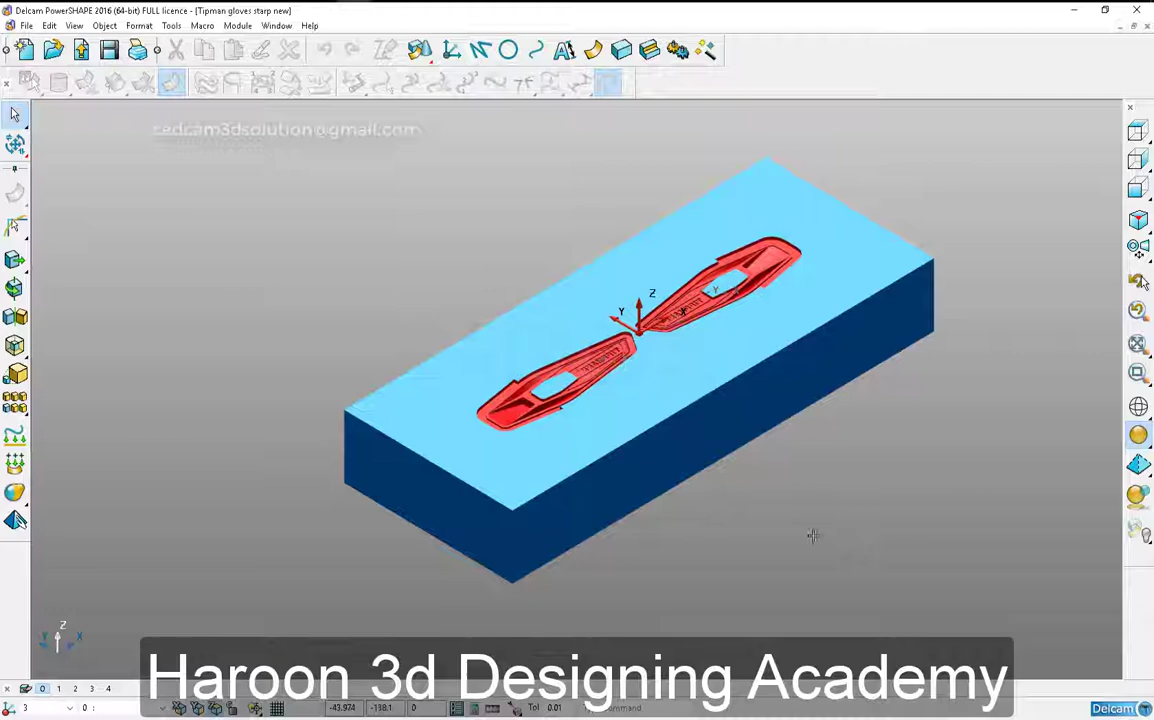 Delcam PowerSHAPE 2016 (64-bit) FULL licence - [Tipman gloves starp new]
File Edit View Object Format Tools Macro Module Window Help
cadcam3dsolution@gmail.com
Z
Y
Y
X
Z
Y X
Haroon 3d Designing Academy
0 1 2 3 4
3 0 : -43.974 -138.1 0 Tol 0.01 Command Delcam